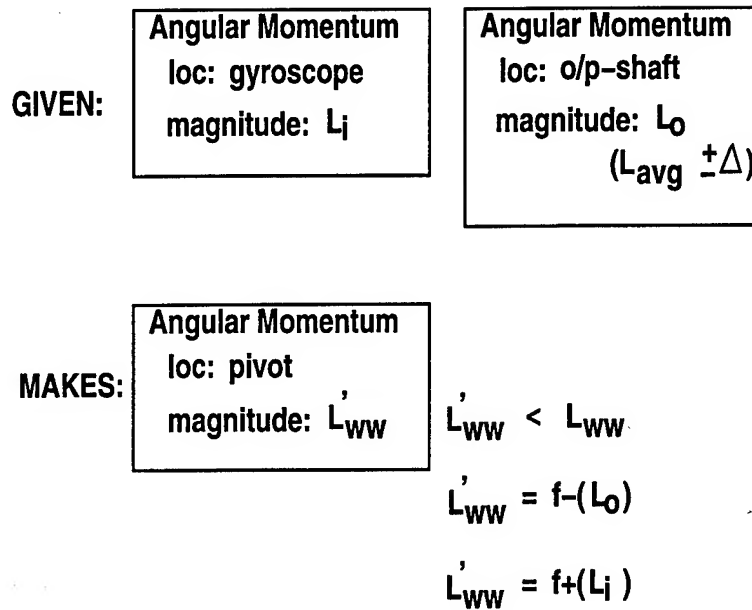 GIVEN:
Angular Momentum
loc: gyroscope
magnitude: Li
Angular Momentum
loc: o/p-shaft
magnitude: Lo
(Lavg ±Δ)
MAKES:
Angular Momentum
loc: pivot
magnitude: L'ww
L'ww < Lww
L'ww = f-(Lo)
L'ww = f+(Li )